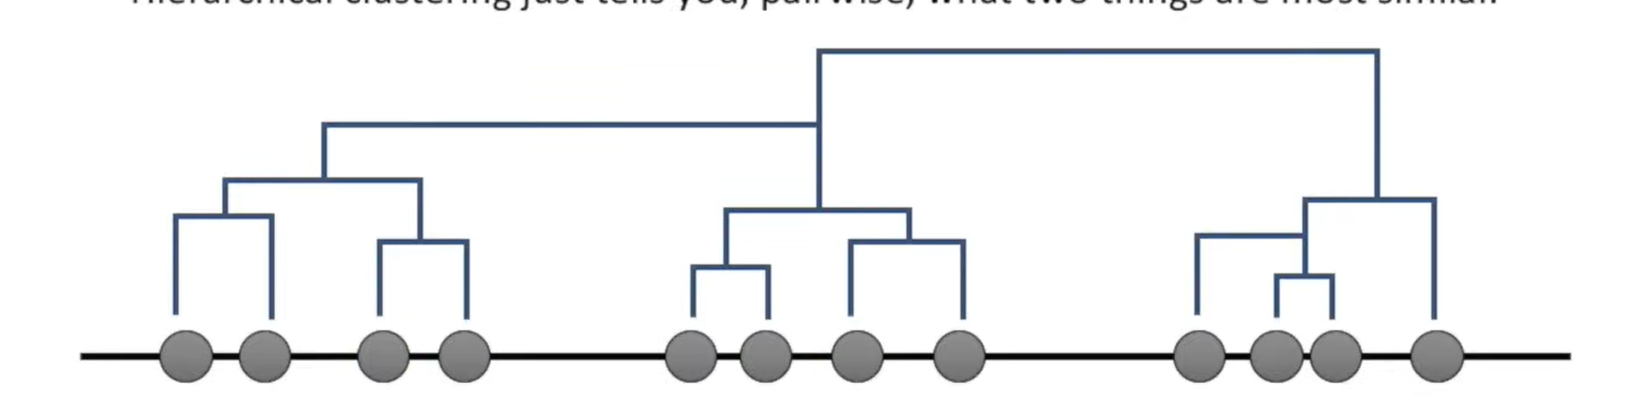 Hierarchical clustering just tells you, pairwise, what two things are most similar.